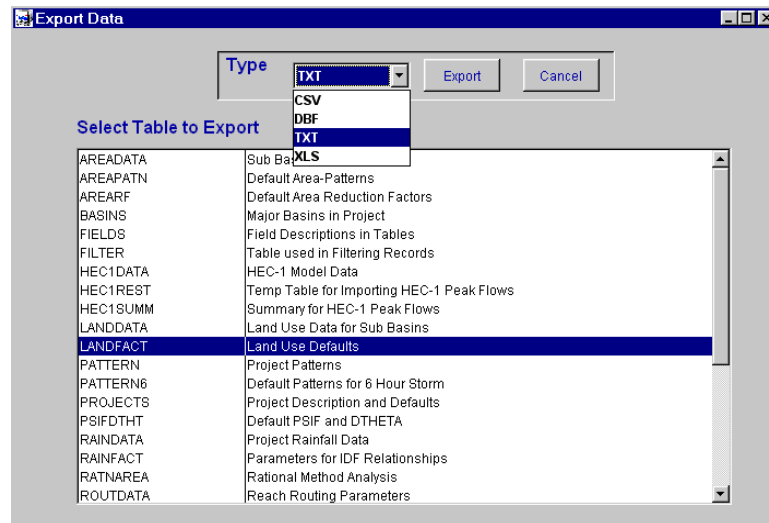 Export Data
Type
TXT
Export
Cancel
CSV
DBF
TXT
XLS
Select Table to Export
AREADATA Sub Bas
AREAPATN Default Area-Patterns
AREARF Default Area Reduction Factors
BASINS Major Basins in Project
FIELDS Field Descriptions in Tables
FILTER Table used in Filtering Records
HEC1DATA HEC-1 Model Data
HEC1REST Temp Table for Importing HEC-1 Peak Flows
HEC1SUMM Summary for HEC-1 Peak Flows
LANDDATA Land Use Data for Sub Basins
LANDFACT Land Use Defaults
PATTERN Project Patterns
PATTERN6 Default Patterns for 6 Hour Storm
PROJECTS Project Description and Defaults
PSIFDTHT Default PSIF and DTHETA
RAINDATA Project Rainfall Data
RAINFACT Parameters for IDF Relationships
RATNAREA Rational Method Analysis
ROUTDATA Reach Routing Parameters